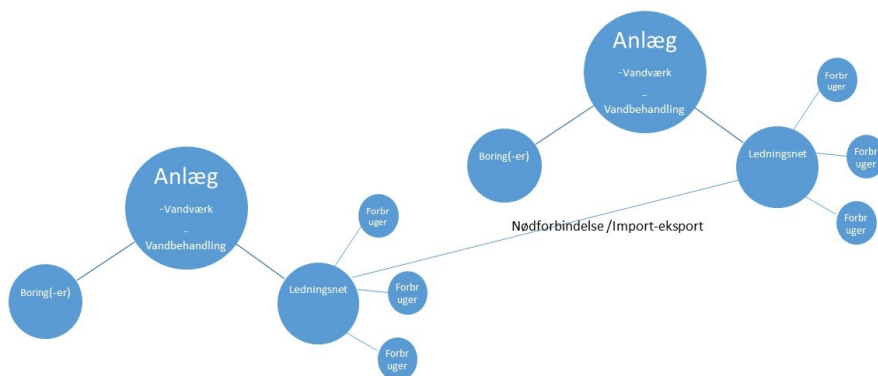 Anlæg
-Vandværk
-
Vandbehandling
Boring(-er)
Ledningsnet
Forbr
uger
Forbr
uger
Forbr
uger
Nødforbindelse/Import-eksport
Anlæg
-Vandværk
-
Vandbehandling
Boring(-er)
Ledningsnet
Forbr
uger
Forbr
uger
Forbr
uger